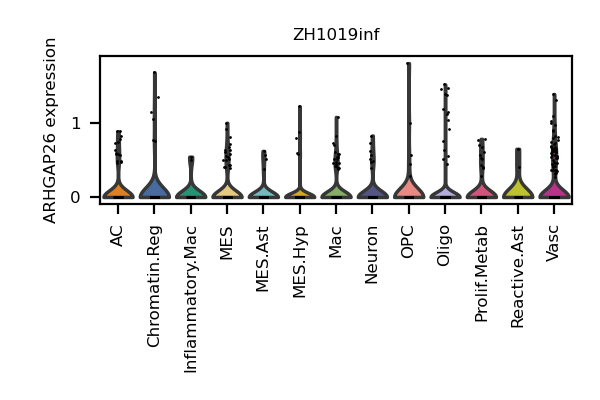 ZH1019inf
ARHGAP26 expression
1
0
AC
Chromatin.Reg
Inflammatory.Mac
MES
MES.Ast
MES.Hyp
Mac
Neuron
OPC
Oligo
Prolif.Metab
Reactive.Ast
Vasc